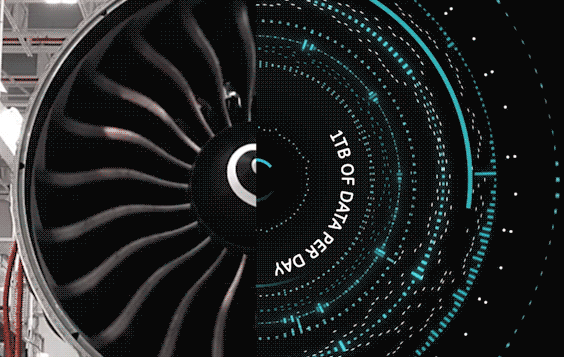 1TB OF DATA PER DAY